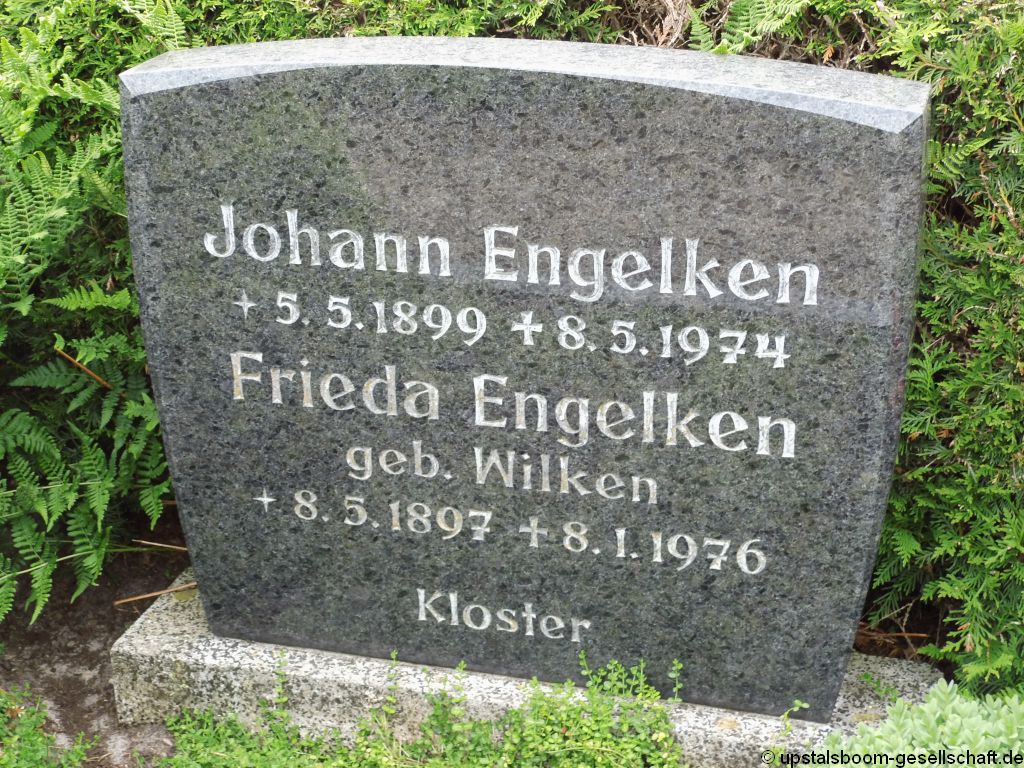 Johann Engelken
+ 5. 5. 1899 ✝ 8. 5. 1974
Frieda Engelken
geb. Wilken
+ 8. 5. 1897 ✝ 8. 1. 1976
Kloster
© upstalsboom-gesellschaft.de